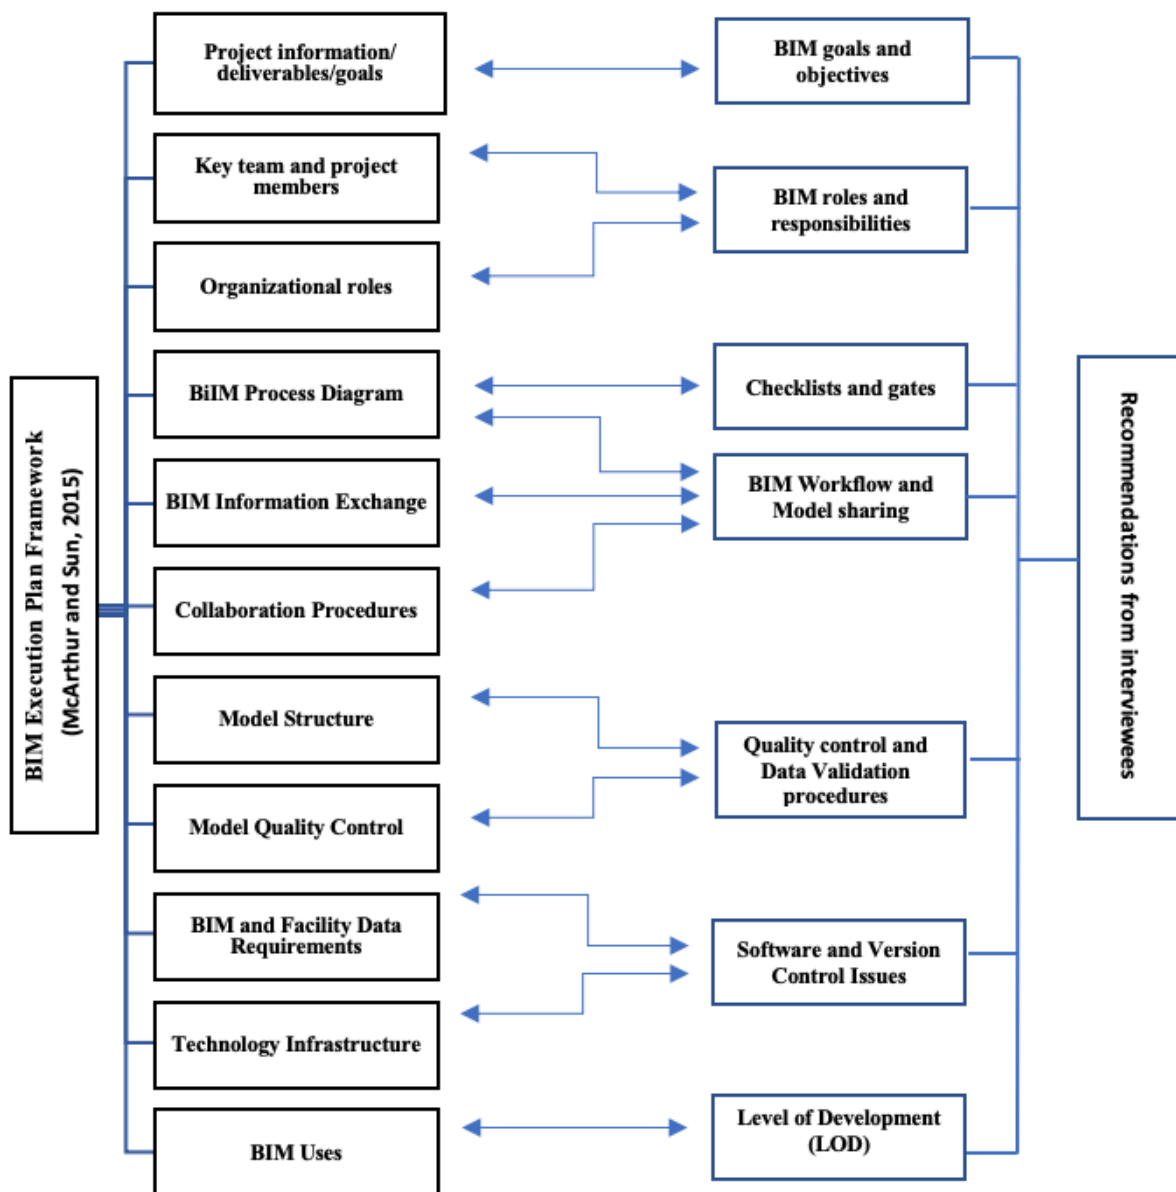 BIM Execution Plan Framework
(McArthur and Sun, 2015)
Project information/
deliverables/goals
Key team and project
members
Organizational roles
BiIM Process Diagram
BIM Information Exchange
Collaboration Procedures
Model Structure
Model Quality Control
BIM and Facility Data
Requirements
Technology Infrastructure
BIM Uses
BIM goals and
objectives
BIM roles and
responsibilities
Checklists and gates
BIM Workflow and
Model sharing
Quality control and
Data Validation
procedures
Software and Version
Control Issues
Level of Development
(LOD)
Recommendations from interviewees